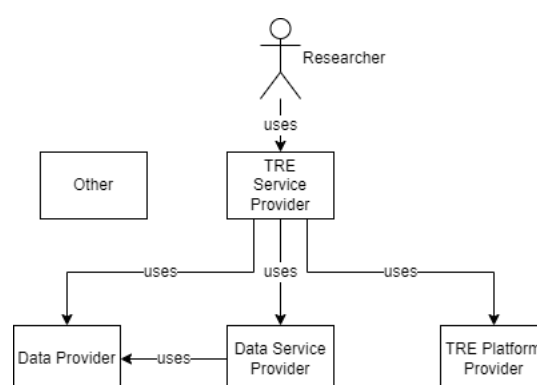 Researcher
uses
Other
TRE
Service
Provider
uses
uses
uses
Data Provider
uses
Data Service
Provider
TRE Platform
Provider